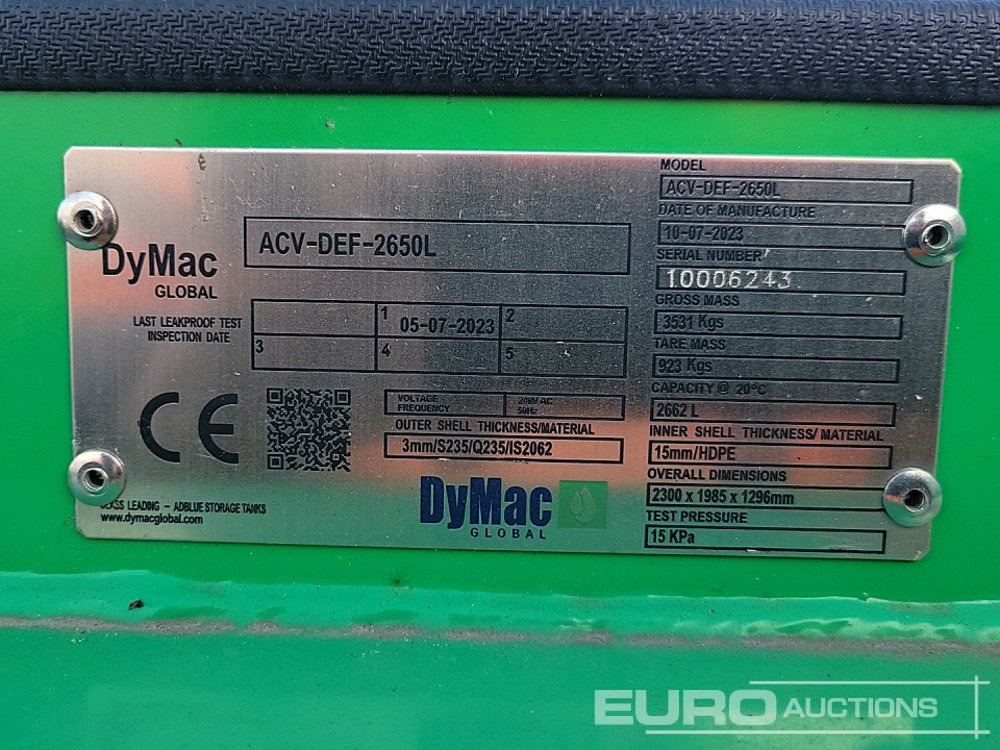 DyMac
GLOBAL
ACV-DEF-2650L
LAST LEAKPROOF TEST
INSPECTION DATE
1 05-07-2023 2
3 4 5
CE
VOLTAGE 240V AC
FREQUENCY 50Hz
OUTER SHELL THICKNESS/MATERIAL
3mm/S235/Q235/IS2062
LEADING – ADBLUE STORAGE TANKS
www.dymacglobal.com
DyMac
GLOBAL
MODEL
ACV-DEF-2650L
DATE OF MANUFACTURE
10-07-2023
SERIAL NUMBER
10006243
GROSS MASS
3531 Kgs
TARE MASS
923 Kgs
CAPACITY @ 20°C
2662 L
INNER SHELL THICKNESS/ MATERIAL
15mm/HDPE
OVERALL DIMENSIONS
2300 x 1985 x 1296mm
TEST PRESSURE
15 KPa
EURO AUCTIONS